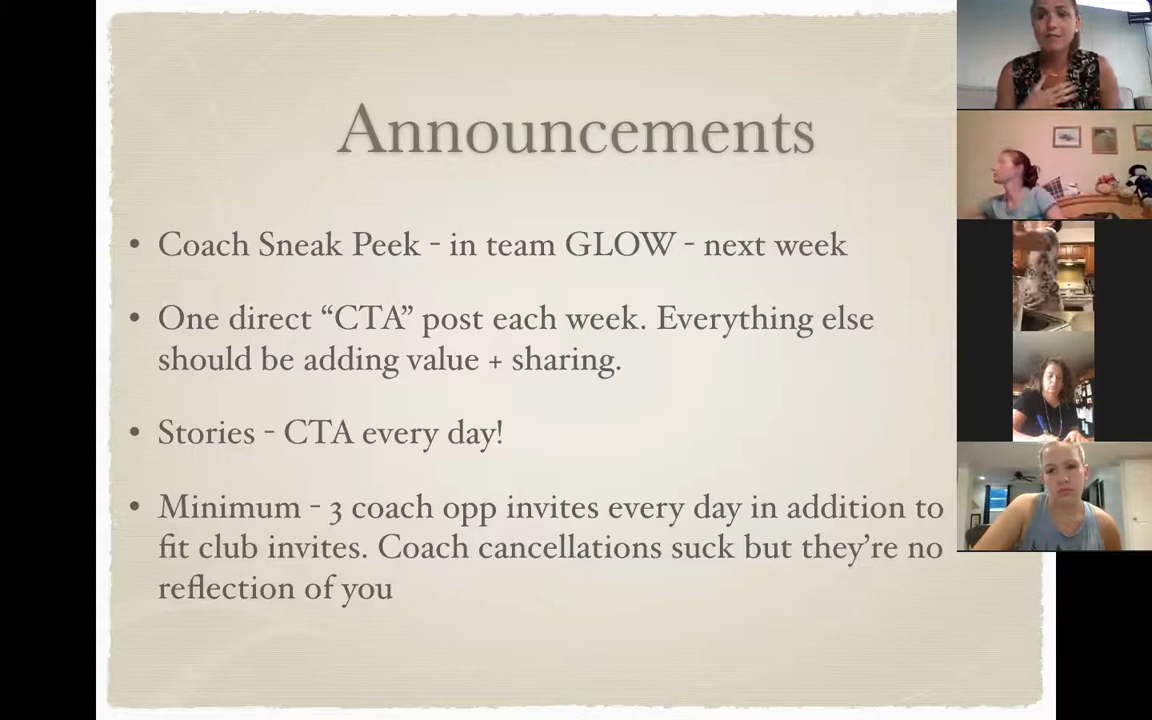 Announcements
• Coach Sneak Peek - in team GLOW - next week
• One direct “CTA” post each week. Everything else
should be adding value + sharing.
• Stories - CTA every day!
• Minimum - 3 coach opp invites every day in addition to
fit club invites. Coach cancellations suck but they’re no
reflection of you